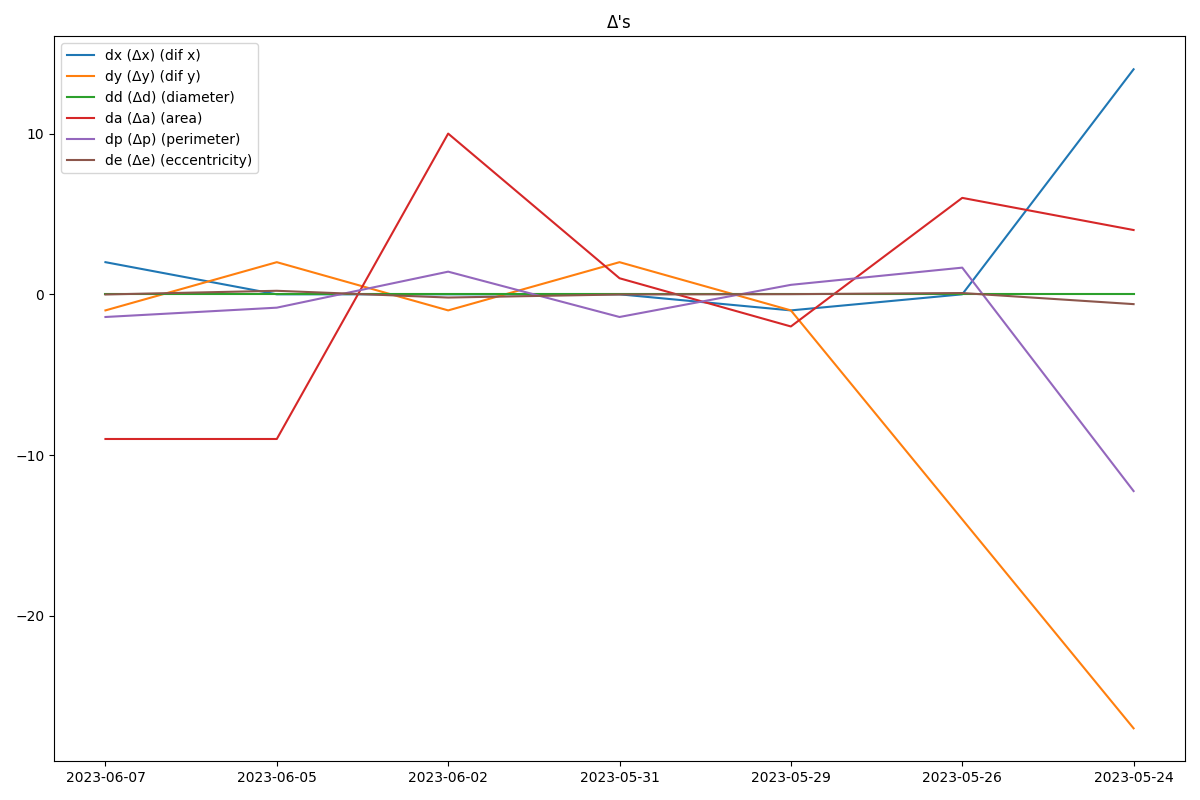 Δ's
dx (Δx) (dif x)
dy (Δy) (dif y)
dd (Δd) (diameter)
da (Δa) (area)
dp (Δp) (perimeter)
de (Δe) (eccentricity)
10
0
−10
−20
2023-06-07 2023-06-05 2023-06-02 2023-05-31 2023-05-29 2023-05-26 2023-05-24